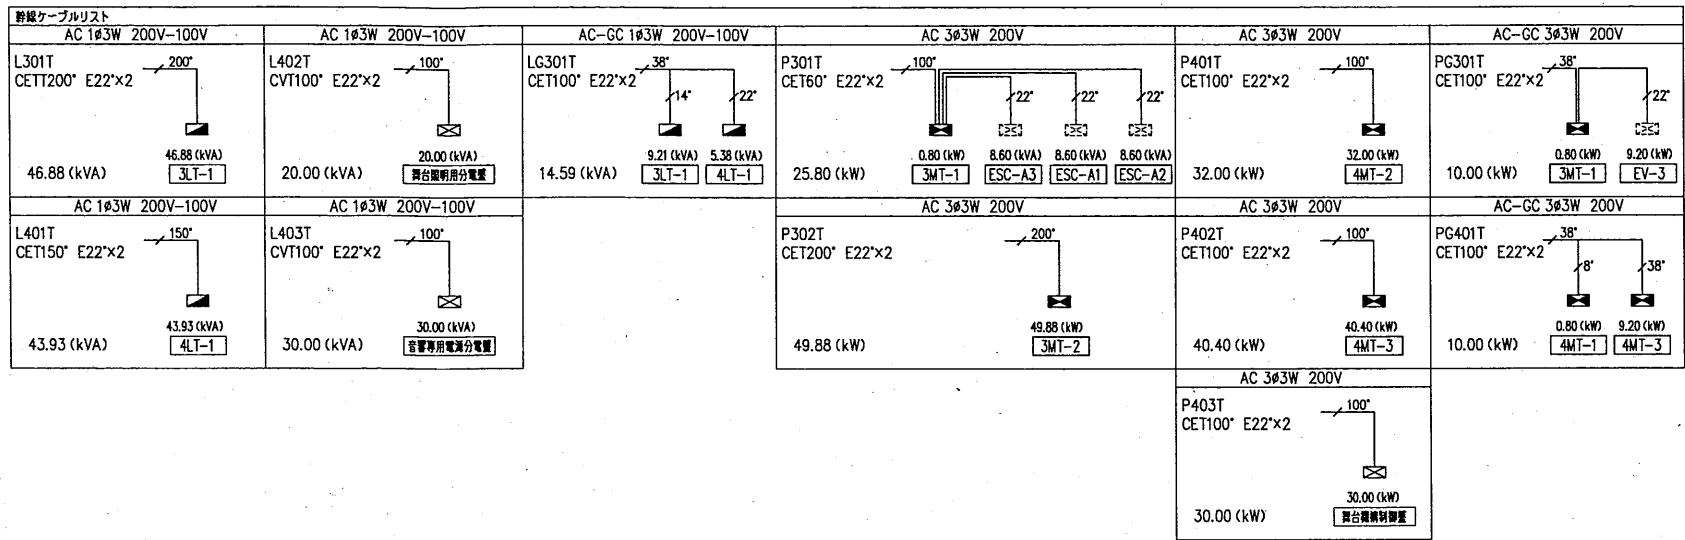 幹線ケーブルリスト
AC 1ø3W 200V-100V
L301T
CETT200° E22°×2
200°
46.88 (kVA)
46.88 (kVA)
3LT-1
AC 1ø3W 200V-100V
L402T
CVT100° E22°×2
100°
20.00 (kVA)
20.00 (kVA)
舞台照明用分電盤
AC-GC 1ø3W 200V-100V
LG301T
CET100° E22°×2
38°
14° 22°
9.21 (kVA) 5.38 (kVA)
14.59 (kVA)
3LT-1 4LT-1
AC 3ø3W 200V
P301T
CET60° E22°×2
100°
22° 22° 22°
0.80 (kW) 8.60 (kVA) 8.60 (kVA) 8.60 (kVA)
25.80 (kW)
3MT-1 ESC-A3 ESC-A1 ESC-A2
AC 3ø3W 200V
P401T
CET100° E22°×2
100°
32.00 (kW)
32.00 (kW)
4MT-2
AC-GC 3ø3W 200V
PG301T
CET100° E22°×2
38°
22°
0.80 (kW) 9.20 (kW)
10.00 (kW)
3MT-1 EV-3
AC 1ø3W 200V-100V
L401T
CET150° E22°×2
150°
43.93 (kVA)
43.93 (kVA)
4LT-1
AC 1ø3W 200V-100V
L403T
CVT100° E22°×2
100°
30.00 (kVA)
30.00 (kVA)
音響専用電源分電盤
AC 3ø3W 200V
P302T
CET200° E22°×2
200°
49.88 (kW)
49.88 (kW)
3MT-2
AC 3ø3W 200V
P402T
CET100° E22°×2
100°
40.40 (kW)
40.40 (kW)
4MT-3
AC-GC 3ø3W 200V
PG401T
CET100° E22°×2
38°
8° 38°
0.80 (kW) 9.20 (kW)
10.00 (kW)
4MT-1 4MT-3
AC 3ø3W 200V
P403T
CET100° E22°×2
100°
30.00 (kW)
30.00 (kW)
舞台機構制御盤